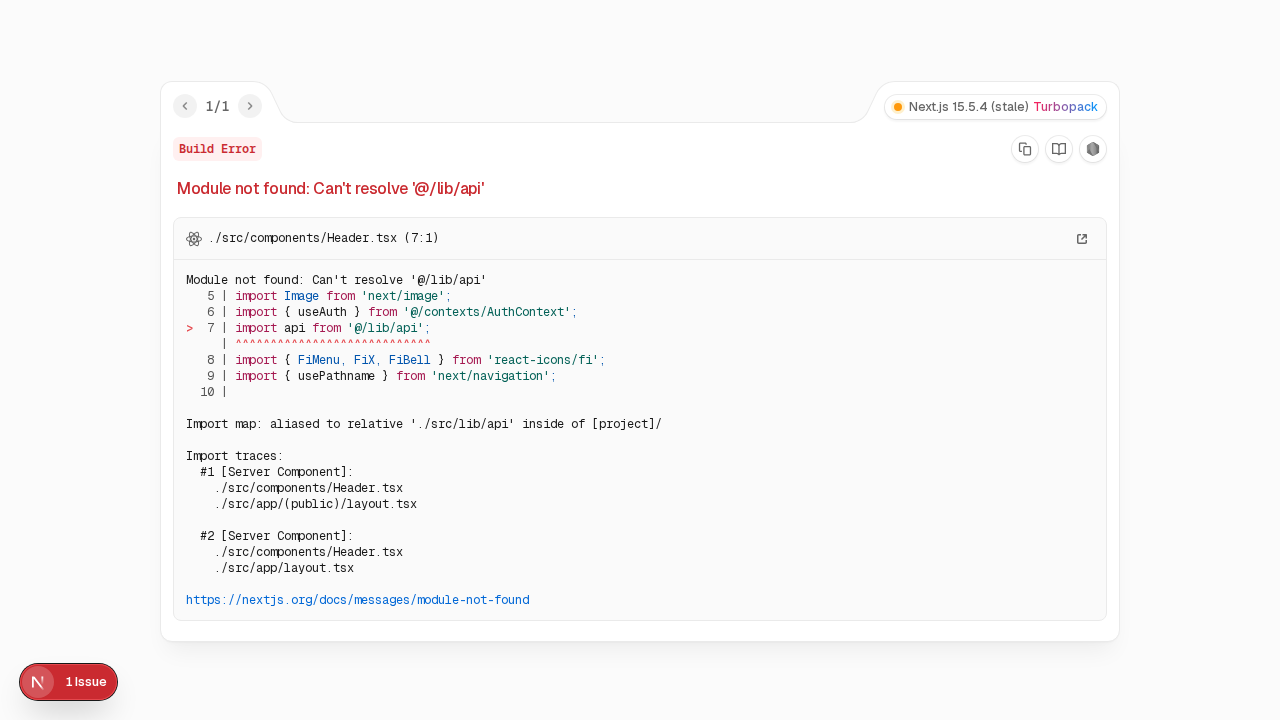 1/1
Next.js 15.5.4 (stale) Turbopack
Build Error
Module not found: Can't resolve '@/lib/api'
./src/components/Header.tsx (7:1)
Module not found: Can't resolve '@/lib/api'
   5 | import Image from 'next/image';
   6 | import { useAuth } from '@/contexts/AuthContext';
>  7 | import api from '@/lib/api';
     | ^^^^^^^^^^^^^^^^^^^^^^^^^^^^
   8 | import { FiMenu, FiX, FiBell } from 'react-icons/fi';
   9 | import { usePathname } from 'next/navigation';
  10 |
Import map: aliased to relative './src/lib/api' inside of [project]/
Import traces:
  #1 [Server Component]:
    ./src/components/Header.tsx
    ./src/app/(public)/layout.tsx
  #2 [Server Component]:
    ./src/components/Header.tsx
    ./src/app/layout.tsx
https://nextjs.org/docs/messages/module-not-found
N 1 Issue